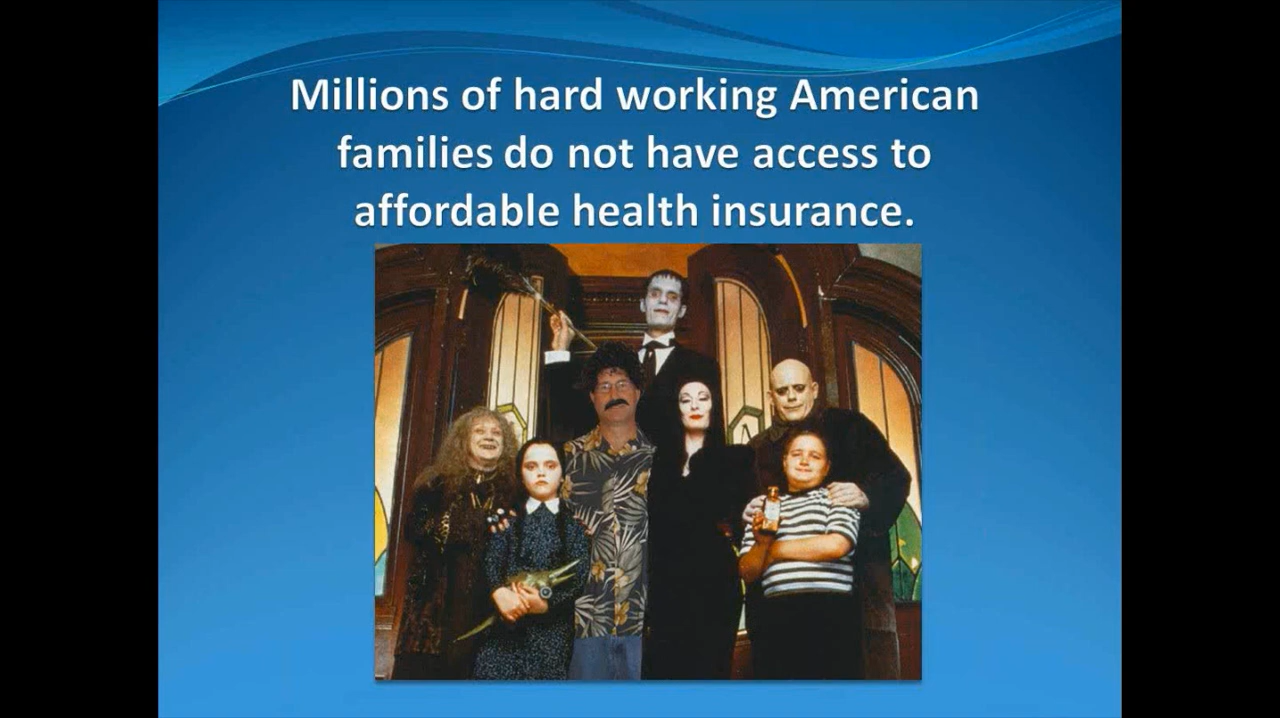 Millions of hard working American
families do not have access to
affordable health insurance.